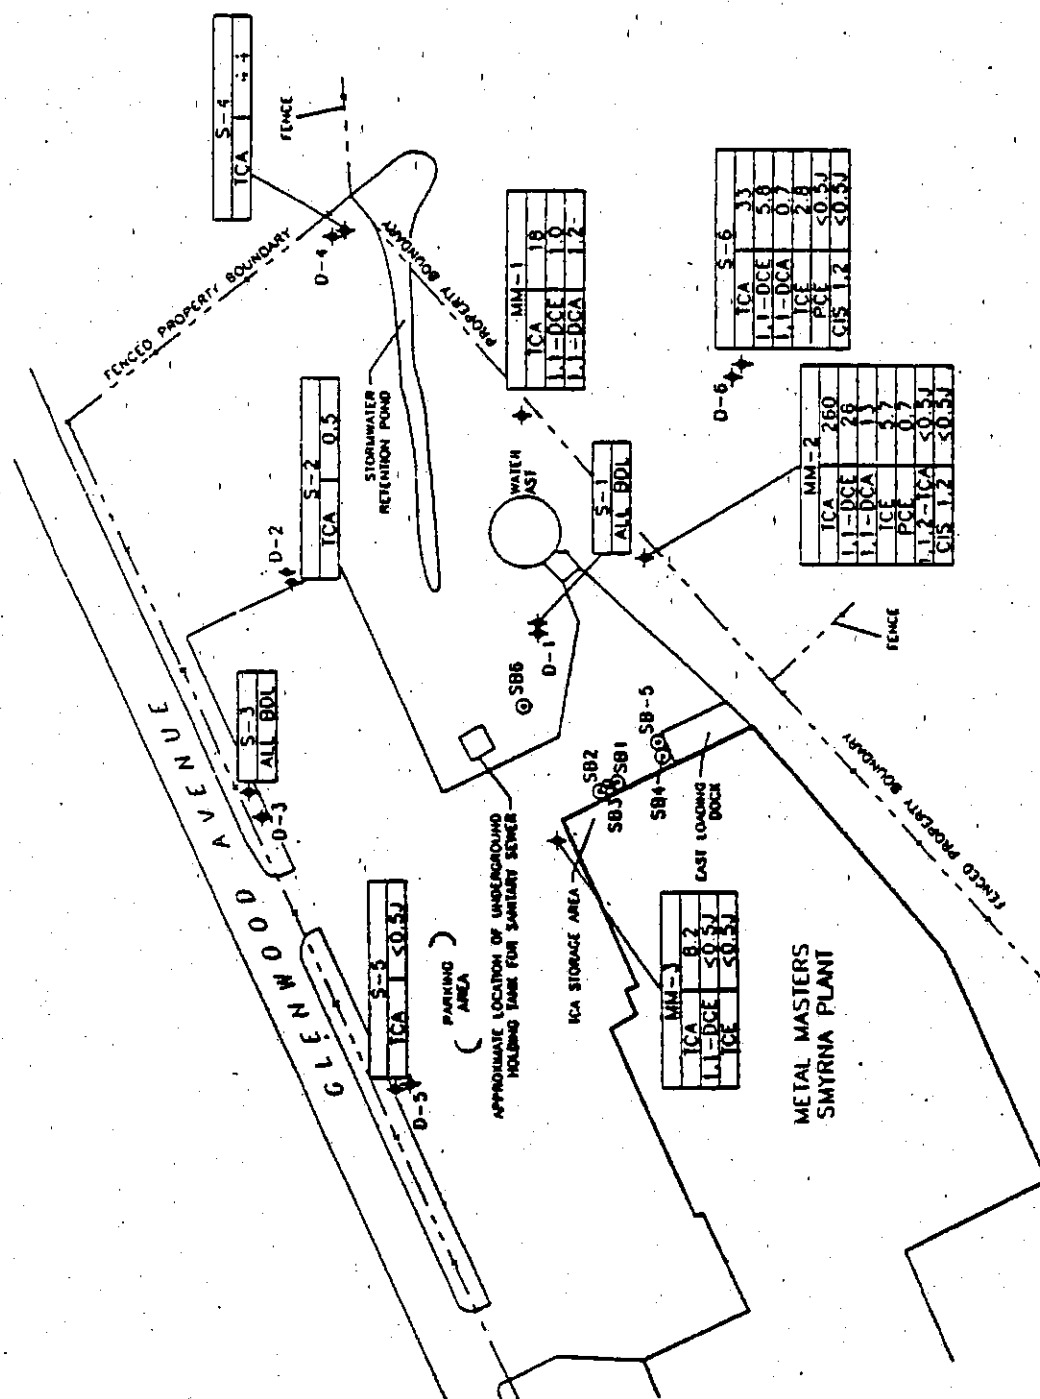 S-4
TCA 4.4
FENCE
FENCED PROPERTY BOUNDARY
D-4
PROPERTY BOUNDARY
STORMWATER
RETENTION POND
MM-1
TCA 18
1,1-DCE 1.0
1,1-DCA 1.2
S-6
TCA 33
1,1-DCE 5.8
1,1-DCA 0.7
TCE 2.8
PCE <0.5J
CIS 1,2 <0.5J
D-6
S-2
TCA 0.5
D-2
WATER
AST
S-1
ALL BDL
D-1
MM-2
TCA 260
1,1-DCE 26
1,1-DCA 13
TCE 5.7
PCE 0.7
1,1,2-TCA <0.5J
CIS 1,2 <0.5J
FENCE
GLENWOOD AVENUE
S-3
ALL BDL
D-3
SB6
SB-5
SB4
SB2
SB3
SB1
EAST LOADING
DOCK
TCA STORAGE AREA
APPROXIMATE LOCATION OF UNDERGROUND
HOLDING TANK FOR SANITARY SEWER
(PARKING
AREA)
S-5
TCA <0.5J
D-5
MM-3
TCA 8.2
1,1-DCE <0.5J
TCE <0.5J
METAL MASTERS
SMYRNA PLANT
FENCED PROPERTY BOUNDARY